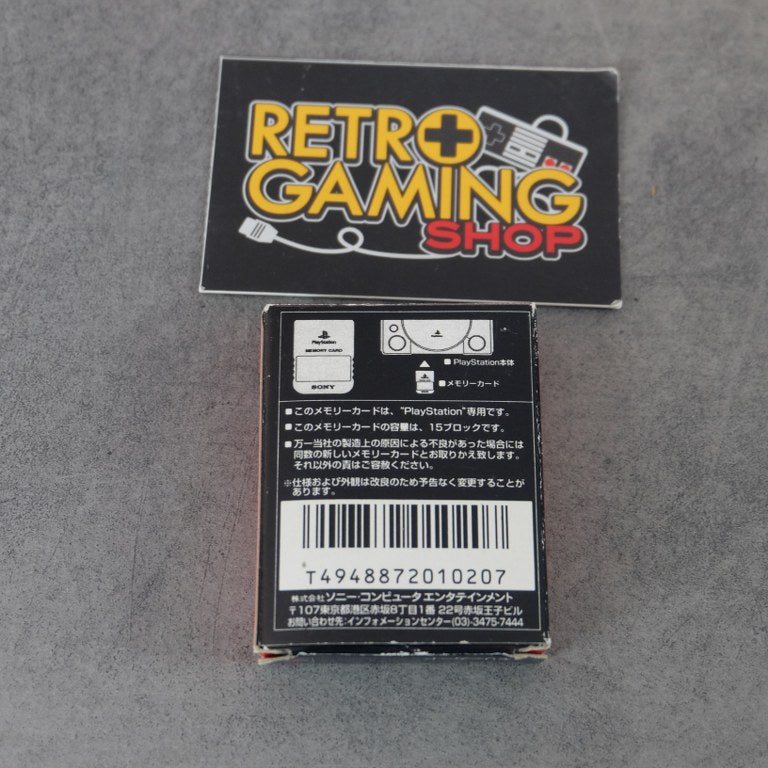 RETRO
GAMING
SHOP
PlayStation
MEMORY CARD
SONY
■PlayStation本体
■メモリーカード
■このメモリーカードは、"PlayStation"専用です。
■このメモリーカードの容量は、15ブロックです。
■万一当社の製造上の原因による不良があった場合には
同数の新しいメモリーカードとお取りかえ致します。
それ以外の責はご容赦ください。
※仕様および外観は改良のため予告なく変更することが
あります。
T4948872010207
株式会社ソニー・コンピュータエンタテインメント
〒107東京都港区赤坂8丁目1番22号赤坂王子ビル
お問い合わせ先:インフォメーションセンター(03)-3475-7444